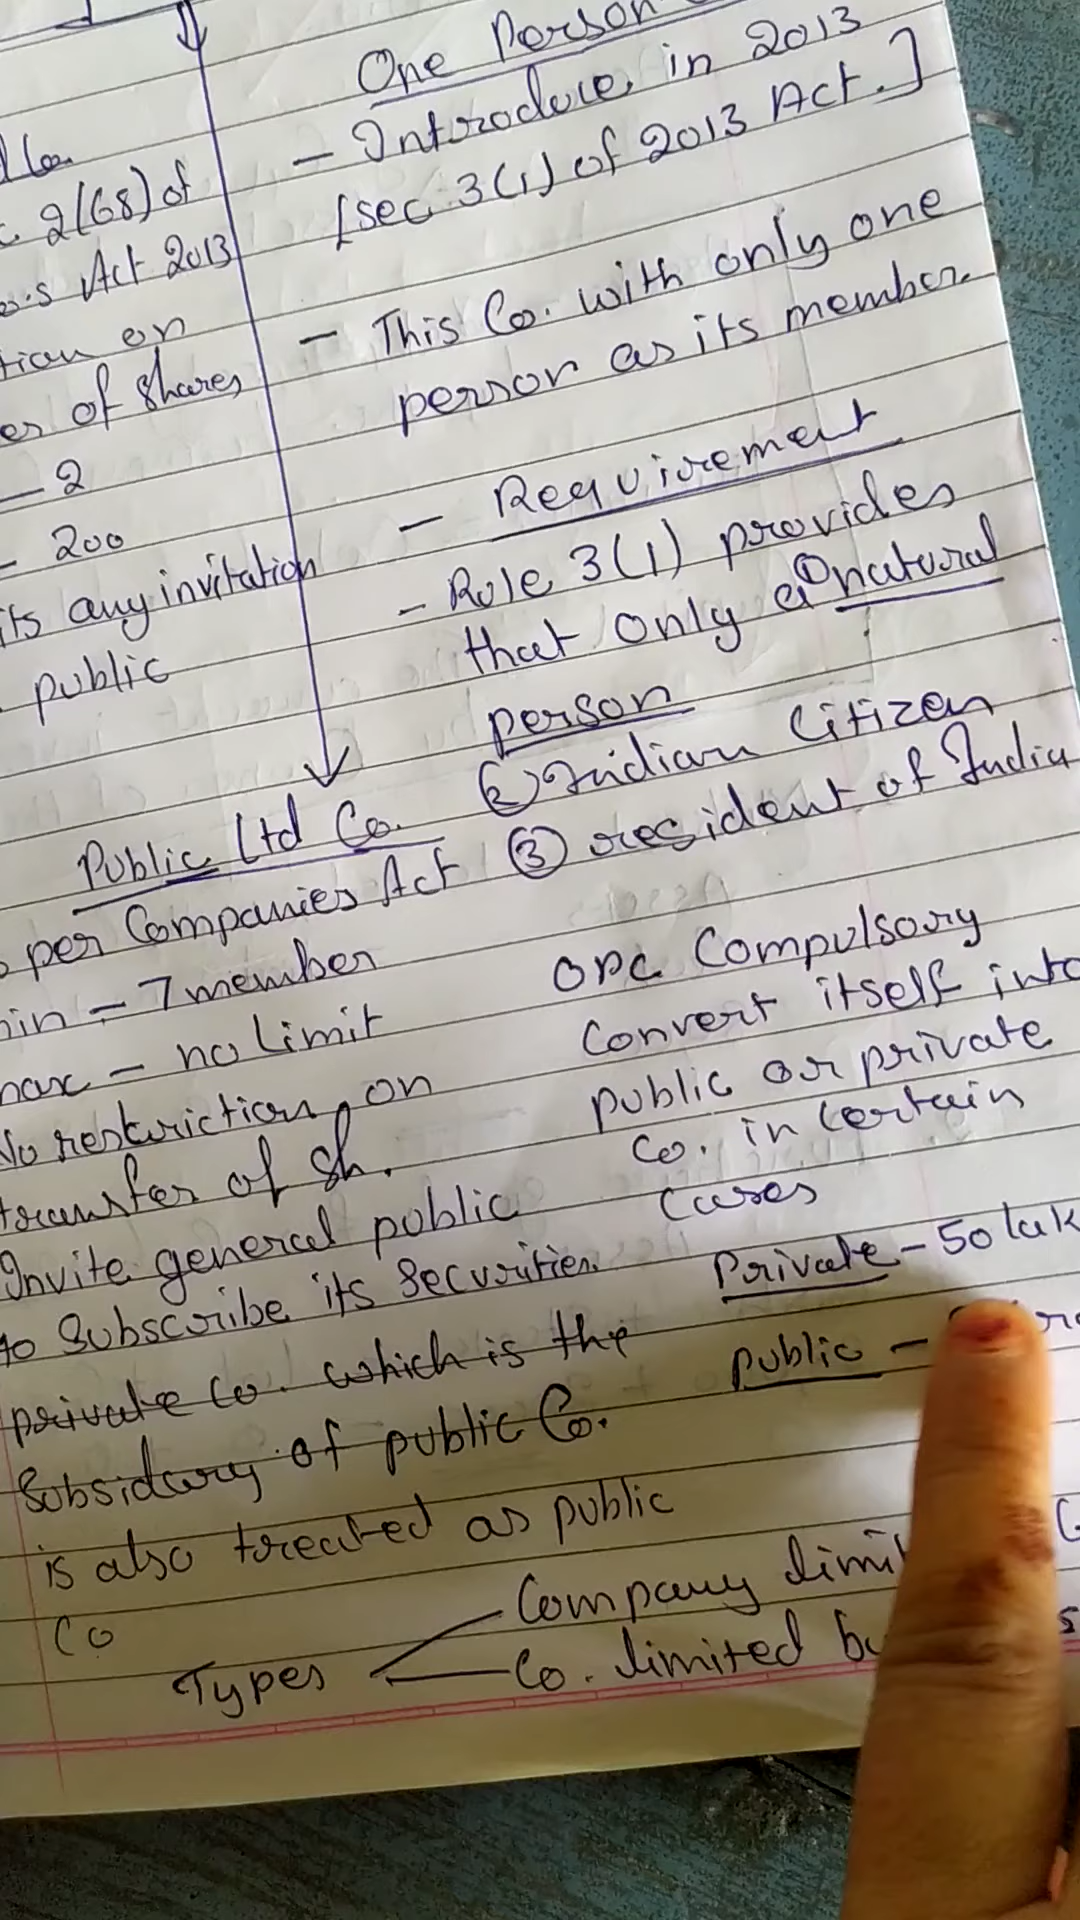 One Person
- Introduce in 2013
[sec 3(1) of 2013 Act.]
- This Co. with only one
person as its member.
- Requirement
- Rule 3(1) provides
that only a ① natural
person
② Indian Citizen
③ resident of India
OPC Compulsory
Convert itself into
public or private
Co. in certain
cases
Private - 50 lak
public -
2(68) of
Act 2013
on
of shares
- 2
- 200
any invitation
public
Public Ltd Co.
per Companies Act
- 7 member
- no limit
No restriction on
transfer of sh.
Invite general public
to Subscribe its Securities.
private co. which is the
Subsidary of public Co.
is also treated as public
Co
Types
Company limi
Co. limited